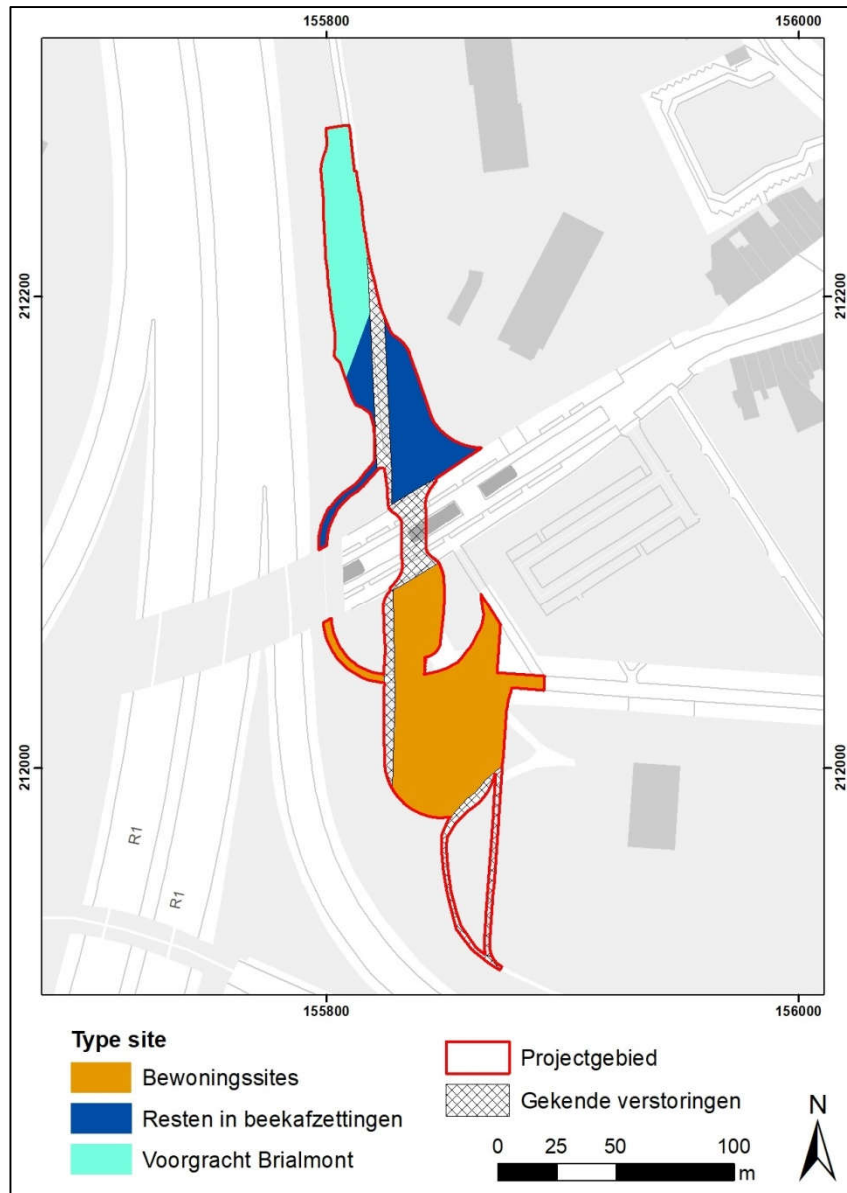 155800
156000
212200
212200
212000
212000
R1
R1
155800
156000
Type site
Bewoningssites
Resten in beekafzettingen
Voorgracht Brialmont
Projectgebied
Gekende verstoringen
0 25 50 100
m
N